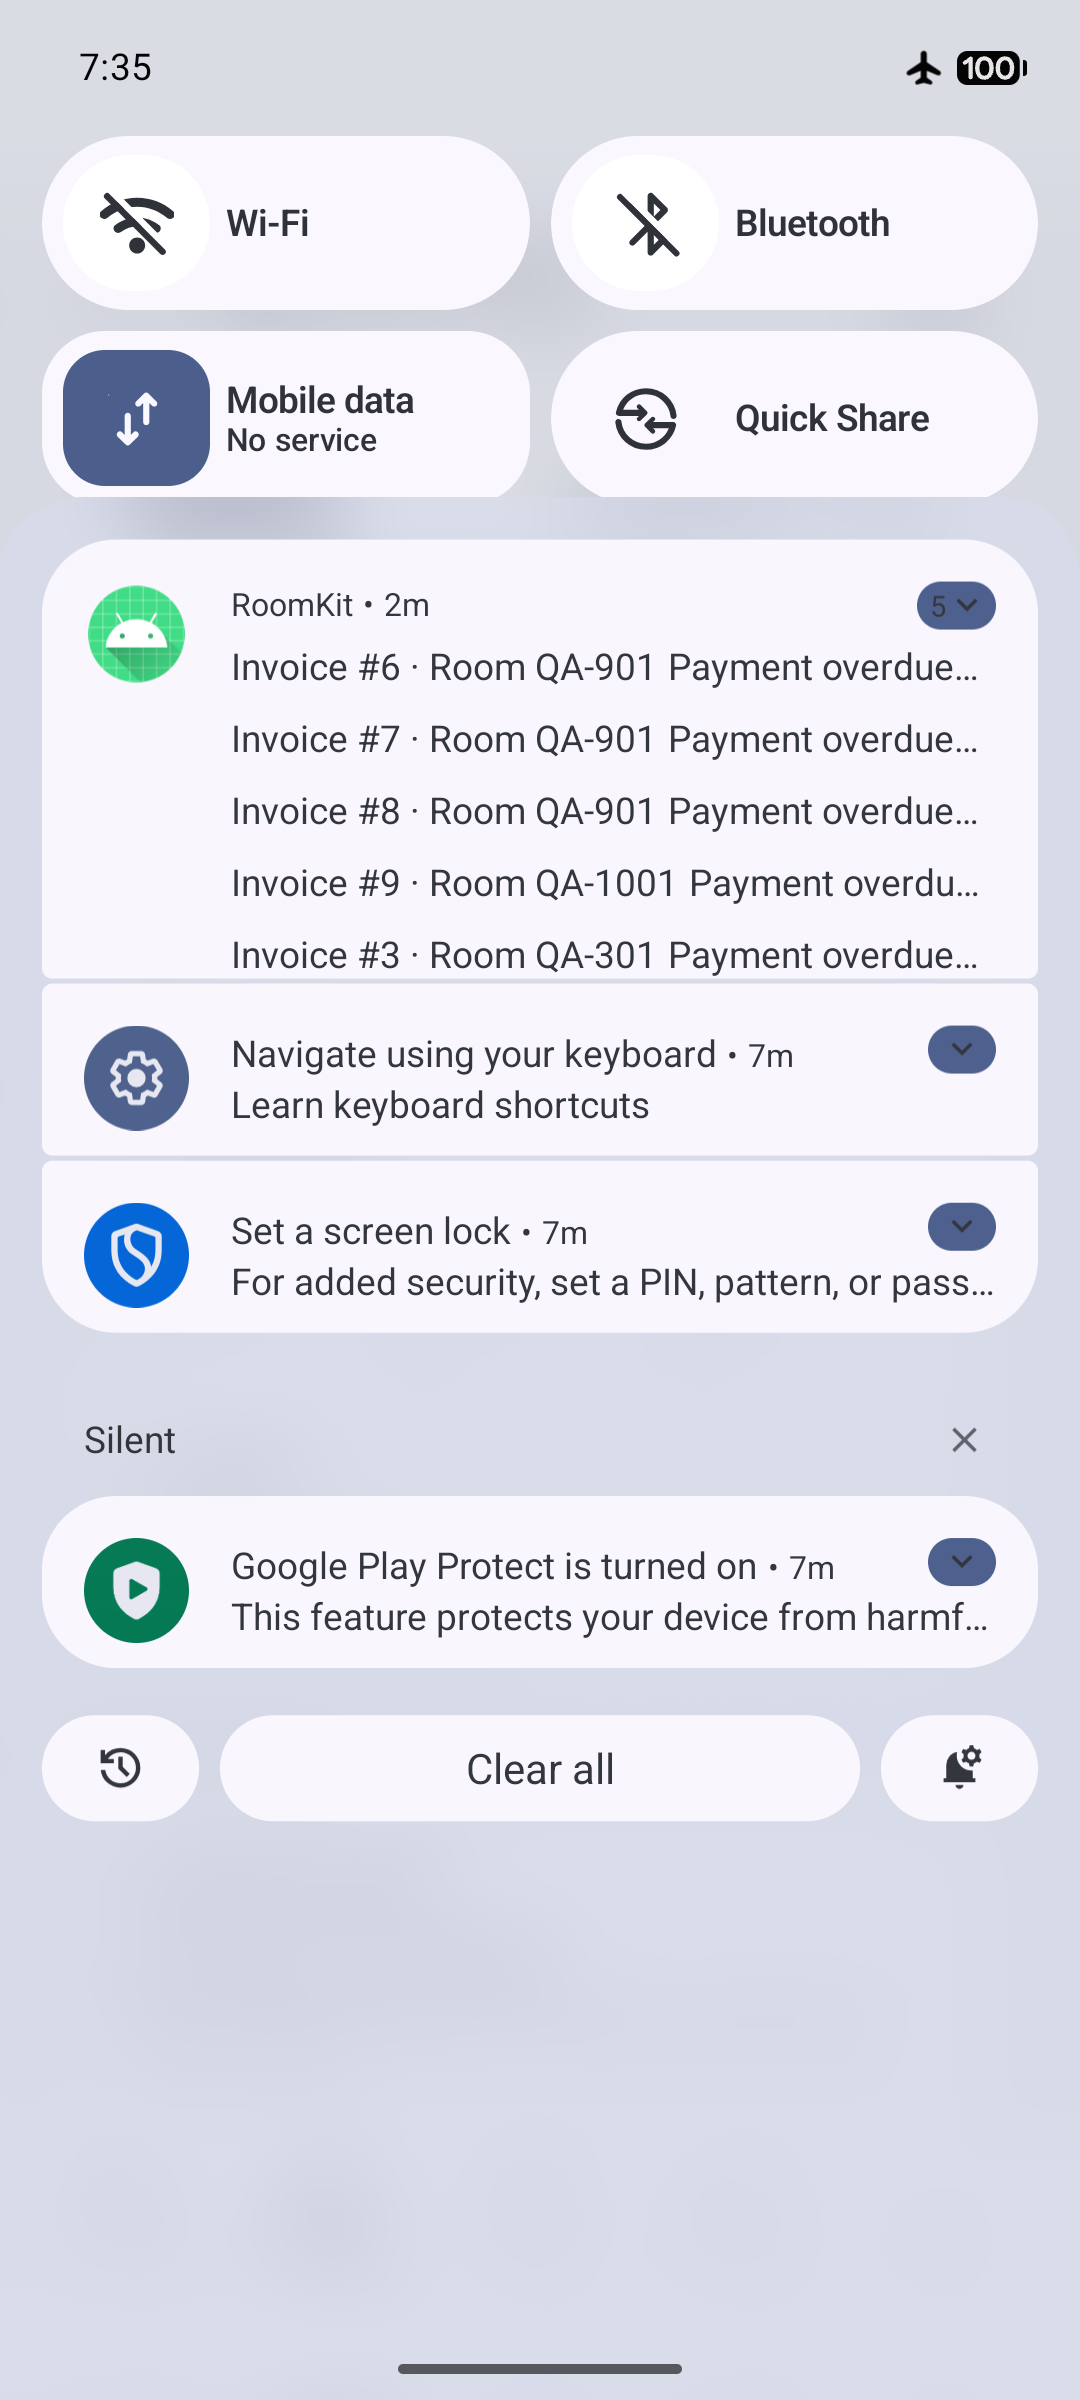 7:35
100
Wi-Fi
Bluetooth
Mobile data
No service
Quick Share
RoomKit • 2m
5
Invoice #6 · Room QA-901 Payment overdue…
Invoice #7 · Room QA-901 Payment overdue…
Invoice #8 · Room QA-901 Payment overdue…
Invoice #9 · Room QA-1001 Payment overdu…
Invoice #3 · Room QA-301 Payment overdue…
Navigate using your keyboard • 7m
Learn keyboard shortcuts
Set a screen lock • 7m
For added security, set a PIN, pattern, or pass…
Silent
Google Play Protect is turned on • 7m
This feature protects your device from harmf…
Clear all